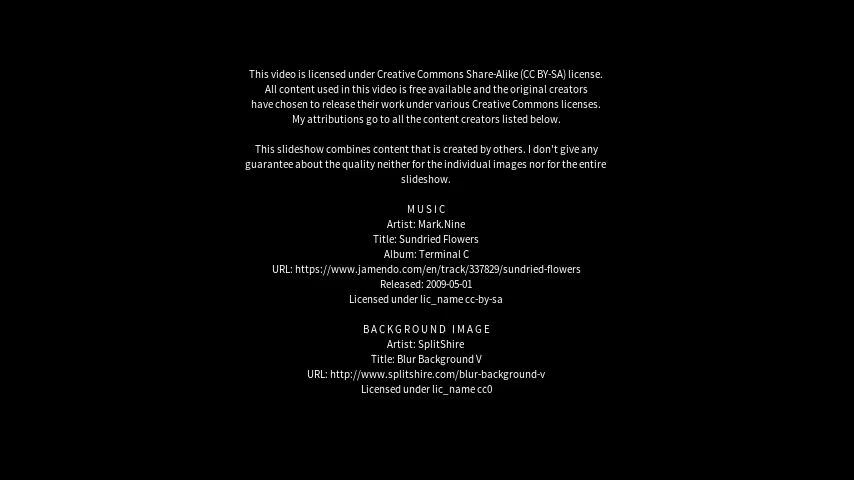 This video is licensed under Creative Commons Share-Alike (CC BY-SA) license.
All content used in this video is free available and the original creators
have chosen to release their work under various Creative Commons licenses.
My attributions go to all the content creators listed below.
This slideshow combines content that is created by others. I don't give any
guarantee about the quality neither for the individual images nor for the entire
slideshow.
MUSIC
Artist: Mark.Nine
Title: Sundried Flowers
Album: Terminal C
URL: https://www.jamendo.com/en/track/337829/sundried-flowers
Released: 2009-05-01
Licensed under lic_name cc-by-sa
BACKGROUND IMAGE
Artist: SplitShire
Title: Blur Background V
URL: http://www.splitshire.com/blur-background-v
Licensed under lic_name cc0